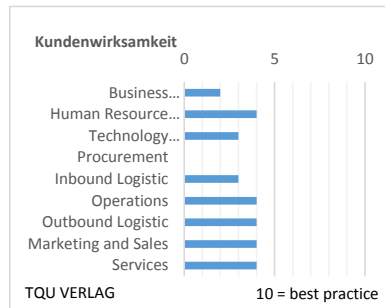 Kundenwirksamkeit
0 5 10
Business...
Human Resource...
Technology...
Procurement
Inbound Logistic
Operations
Outbound Logistic
Marketing and Sales
Services
TQU VERLAG 10 = best practice